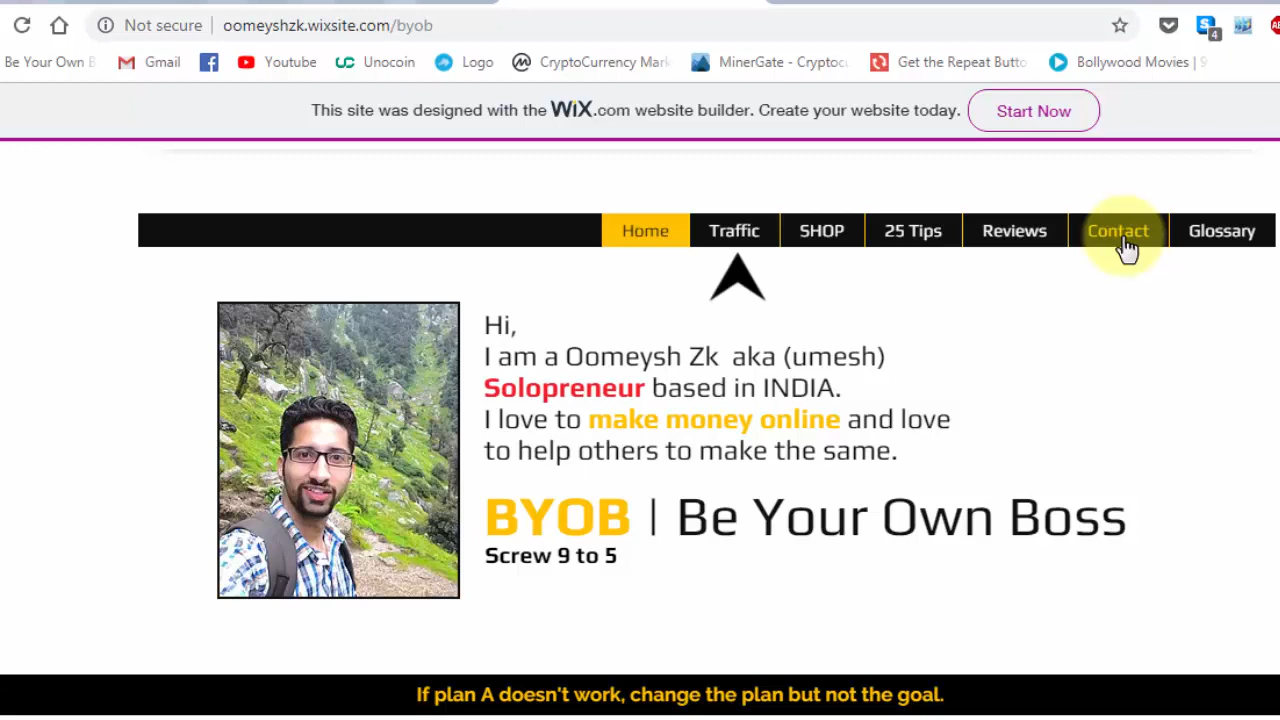 Not secure oomeyshzk.wixsite.com/byob
4
Be Your Own B Gmail Youtube Unocoin Logo CryptoCurrency Mark MinerGate - Cryptocu Get the Repeat Butto Bollywood Movies | 9
This site was designed with the WiX.com website builder. Create your website today. Start Now
Home Traffic SHOP 25 Tips Reviews Contact Glossary
Hi,
I am a Oomeysh Zk aka (umesh)
Solopreneur based in INDIA.
I love to make money online and love
to help others to make the same.
BYOB | Be Your Own Boss
Screw 9 to 5
If plan A doesn't work, change the plan but not the goal.